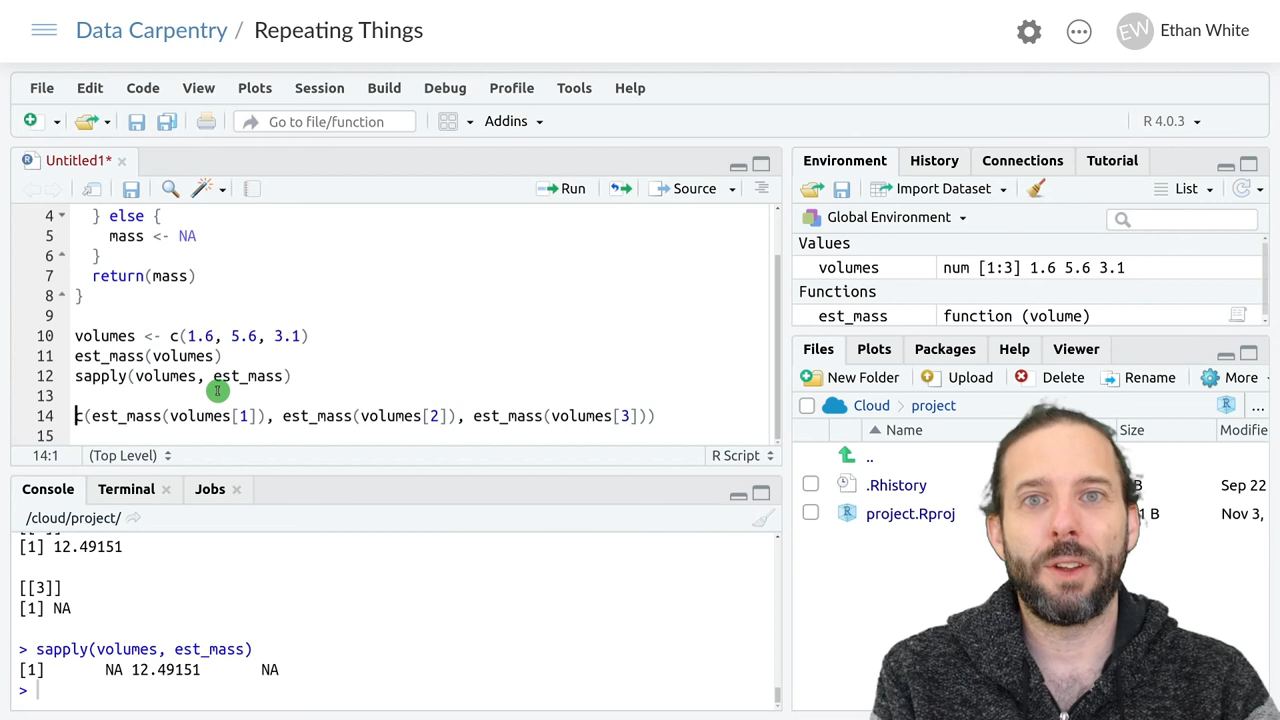 Data Carpentry / Repeating Things
EW Ethan White
File Edit Code View Plots Session Build Debug Profile Tools Help
Go to file/function Addins R 4.0.3
Untitled1*
Run Source
4 } else {
5 mass <- NA
6 }
7 return(mass)
8 }
9
10 volumes <- c(1.6, 5.6, 3.1)
11 est_mass(volumes)
12 sapply(volumes, est_mass)
13
14 c(est_mass(volumes[1]), est_mass(volumes[2]), est_mass(volumes[3]))
15
14:1 (Top Level) R Script
Console Terminal Jobs
/cloud/project/
[1] 12.49151
[[3]]
[1] NA
> sapply(volumes, est_mass)
[1] NA 12.49151 NA
>
Environment History Connections Tutorial
Import Dataset List
Global Environment
Values
volumes num [1:3] 1.6 5.6 3.1
Functions
est_mass function (volume)
Files Plots Packages Help Viewer
New Folder Upload Delete Rename More
Cloud project ...
Name Size Modifie
..
.Rhistory B Sep 22
project.Rproj 1 B Nov 3,